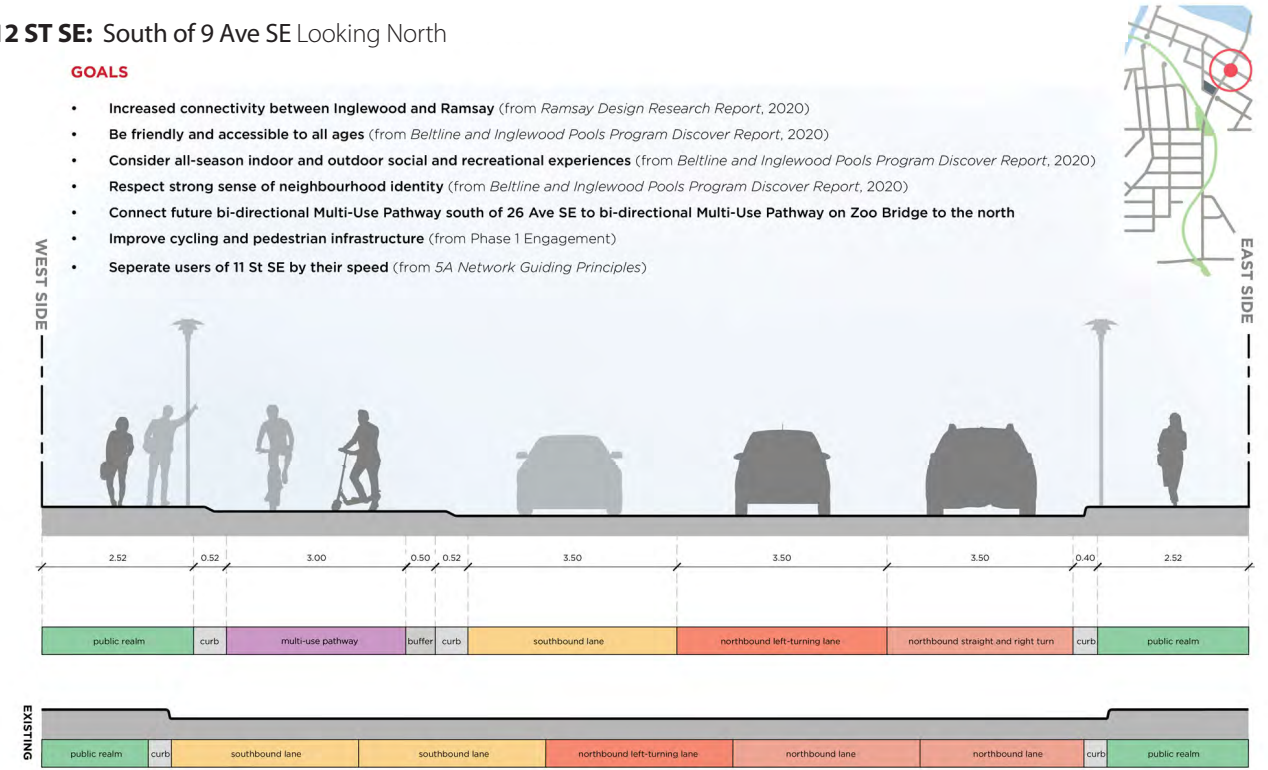 12 ST SE: South of 9 Ave SE Looking North
GOALS
• Increased connectivity between Inglewood and Ramsay (from Ramsay Design Research Report, 2020)
• Be friendly and accessible to all ages (from Beltline and Inglewood Pools Program Discover Report, 2020)
• Consider all-season indoor and outdoor social and recreational experiences (from Beltline and Inglewood Pools Program Discover Report, 2020)
• Respect strong sense of neighbourhood identity (from Beltline and Inglewood Pools Program Discover Report, 2020)
• Connect future bi-directional Multi-Use Pathway south of 26 Ave SE to bi-directional Multi-Use Pathway on Zoo Bridge to the north
• Improve cycling and pedestrian infrastructure (from Phase 1 Engagement)
• Seperate users of 11 St SE by their speed (from 5A Network Guiding Principles)
WEST SIDE
EAST SIDE
2.52 0.52 3.00 0.50 0.52 3.50 3.50 3.50 0.40 2.52
public realm curb multi-use pathway buffer curb southbound lane northbound left-turning lane northbound straight and right turn curb public realm
EXISTING
public realm curb southbound lane southbound lane northbound left-turning lane northbound lane northbound lane curb public realm